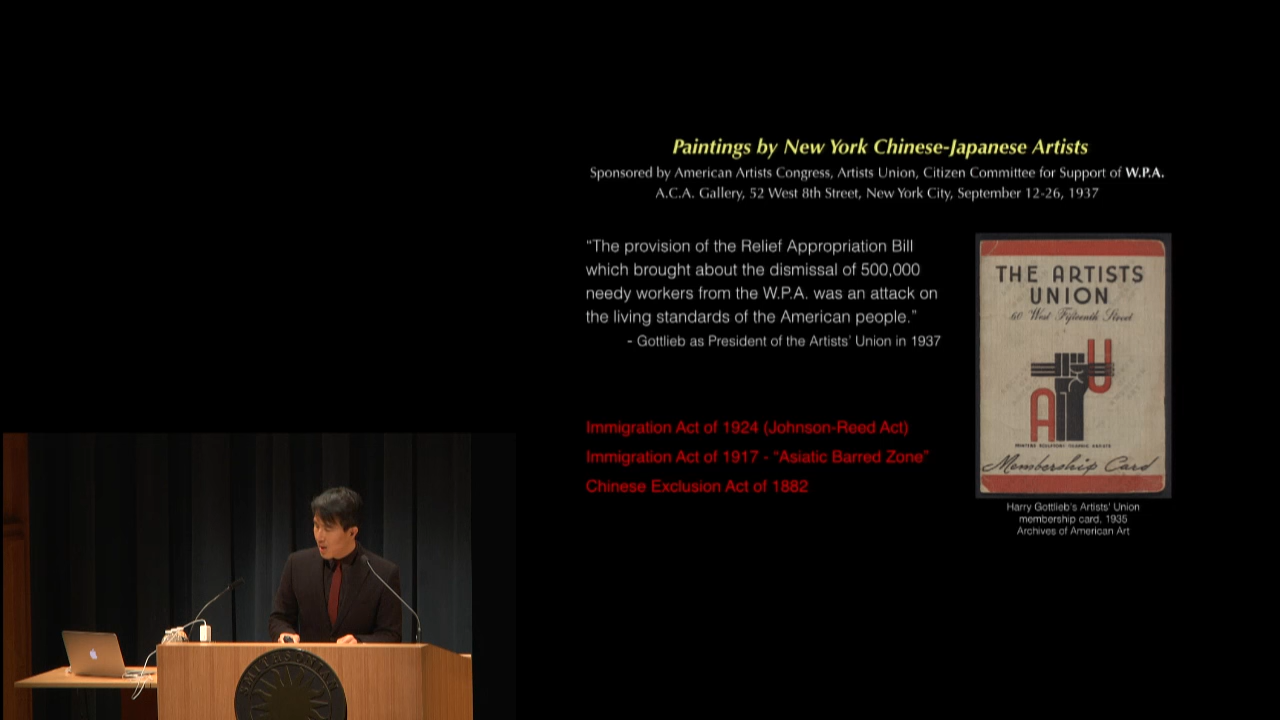 Paintings by New York Chinese-Japanese Artists
Sponsored by American Artists Congress, Artists Union, Citizen Committee for Support of W.P.A.
A.C.A. Gallery, 52 West 8th Street, New York City, September 12-26, 1937
“The provision of the Relief Appropriation Bill
which brought about the dismissal of 500,000
needy workers from the W.P.A. was an attack on
the living standards of the American people.”
- Gottlieb as President of the Artists’ Union in 1937
Immigration Act of 1924 (Johnson-Reed Act)
Immigration Act of 1917 - “Asiatic Barred Zone”
Chinese Exclusion Act of 1882
THE ARTISTS
UNION
60 West Fifteenth Street
AU
Membership Card
Harry Gottlieb's Artists' Union
membership card, 1935
Archives of American Art
SMITHSONIAN